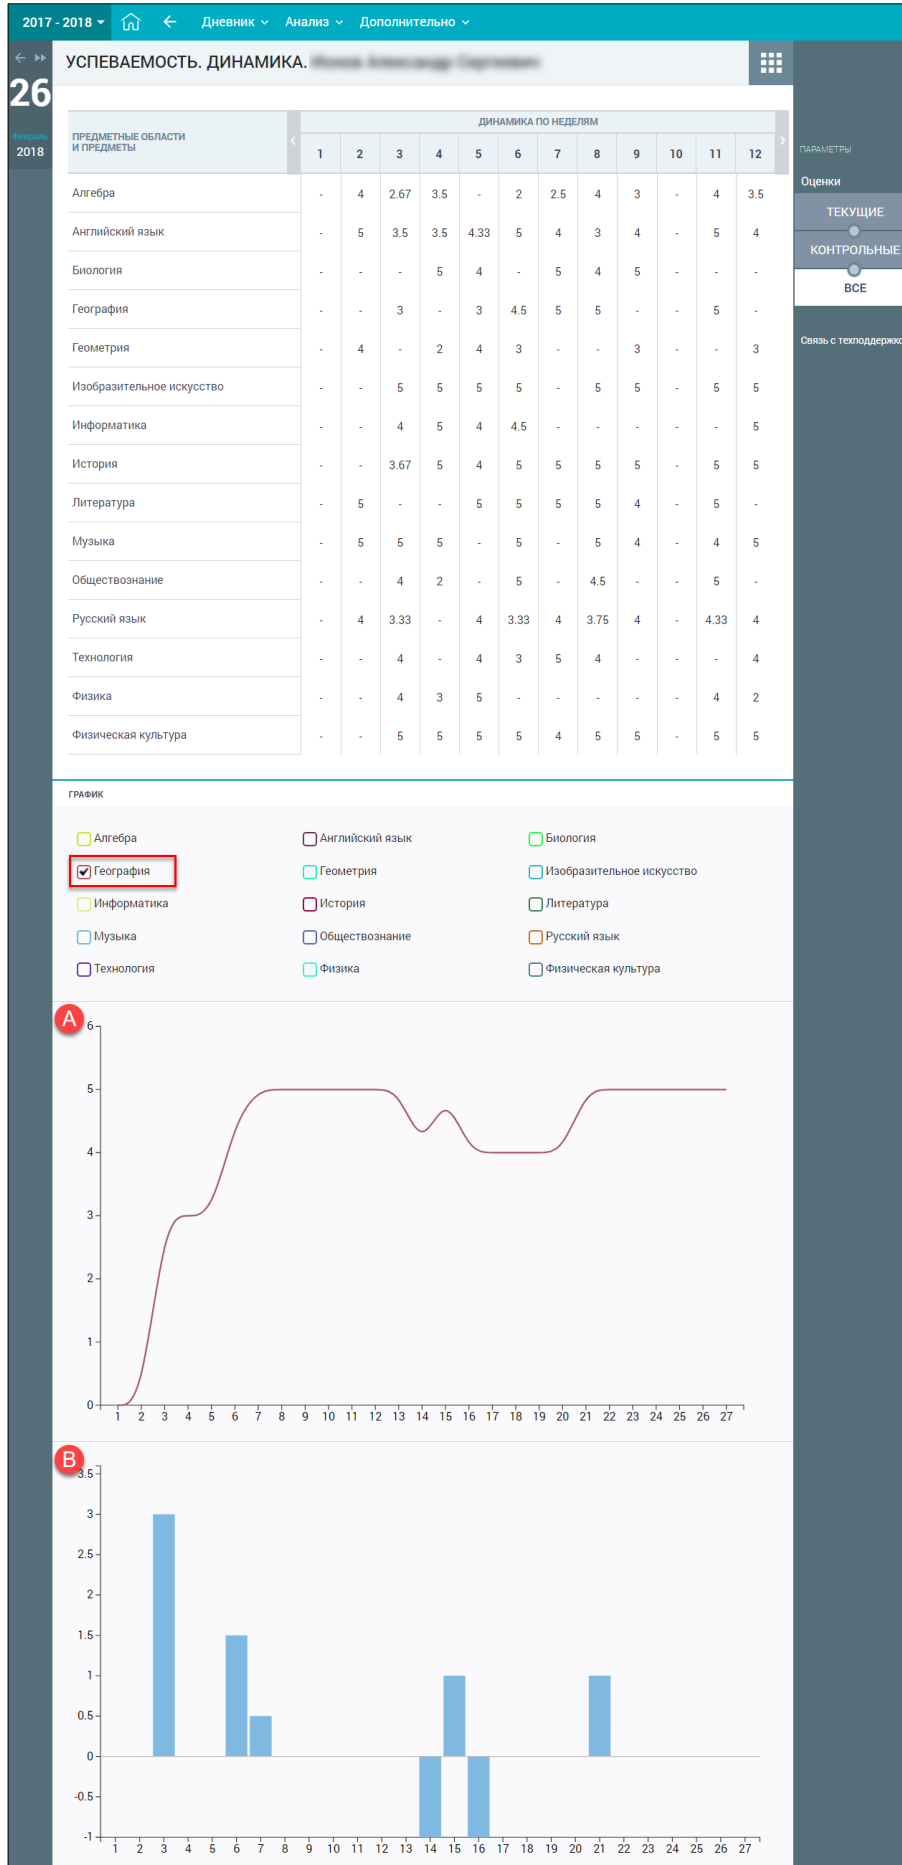 2017 - 2018 Дневник Анализ Дополнительно
26
Февраль
2018
УСПЕВАЕМОСТЬ. ДИНАМИКА.
ПРЕДМЕТНЫЕ ОБЛАСТИ
И ПРЕДМЕТЫ
ДИНАМИКА ПО НЕДЕЛЯМ
1 2 3 4 5 6 7 8 9 10 11 12
Алгебра - 4 2.67 3.5 - 2 2.5 4 3 - 4 3.5
Английский язык - 5 3.5 3.5 4.33 5 4 3 4 - 5 4
Биология - - - 5 4 - 5 4 5 - - -
География - - 3 - 3 4.5 5 5 - - 5 -
Геометрия - 4 - 2 4 3 - - 3 - - 3
Изобразительное искусство - - 5 5 5 5 - 5 5 - 5 5
Информатика - - 4 5 4 4.5 - - - - - 5
История - - 3.67 5 4 5 5 5 5 - 5 5
Литература - 5 - - 5 5 5 5 4 - 5 -
Музыка - 5 5 5 - 5 - 5 4 - 4 5
Обществознание - - 4 2 - 5 - 4.5 - - 5 -
Русский язык - 4 3.33 - 4 3.33 4 3.75 4 - 4.33 4
Технология - - 4 - 4 3 5 4 - - - 4
Физика - - 4 3 5 - - - - - 4 2
Физическая культура - - 5 5 5 5 4 5 5 - 5 5
ПАРАМЕТРЫ
Оценки
ТЕКУЩИЕ
КОНТРОЛЬНЫЕ
ВСЕ
Связь с техподдержко
ГРАФИК
Алгебра Английский язык Биология
География Геометрия Изобразительное искусство
Информатика История Литература
Музыка Обществознание Русский язык
Технология Физика Физическая культура
A
6
5
4
3
2
1
0
1 2 3 4 5 6 7 8 9 10 11 12 13 14 15 16 17 18 19 20 21 22 23 24 25 26 27
B
3.5
3
2.5
2
1.5
1
0.5
0
-0.5
-1
1 2 3 4 5 6 7 8 9 10 11 12 13 14 15 16 17 18 19 20 21 22 23 24 25 26 27